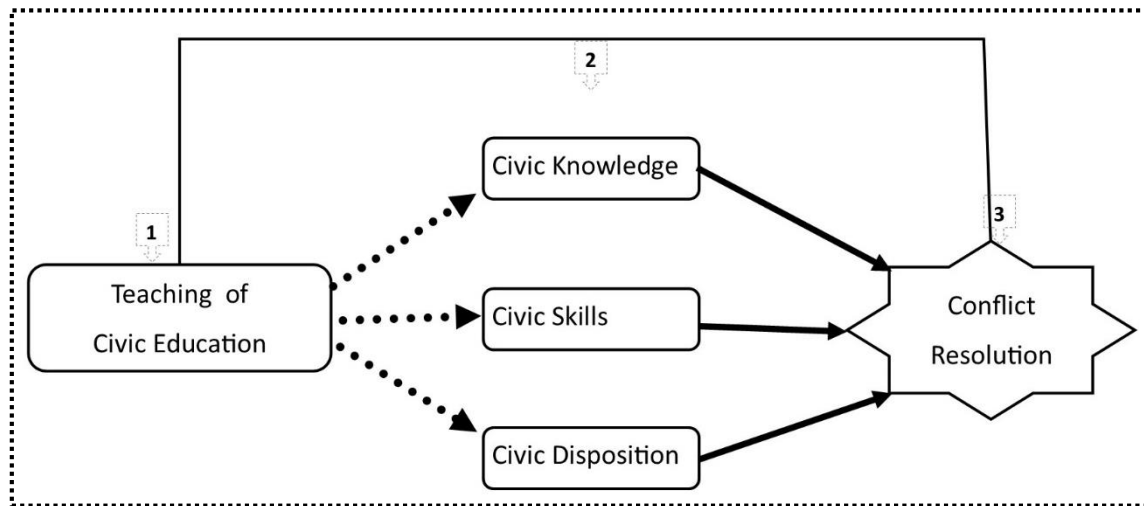 2
Civic Knowledge
1
3
Teaching of
Civic Education
Civic Skills
Conflict
Resolution
Civic Disposition